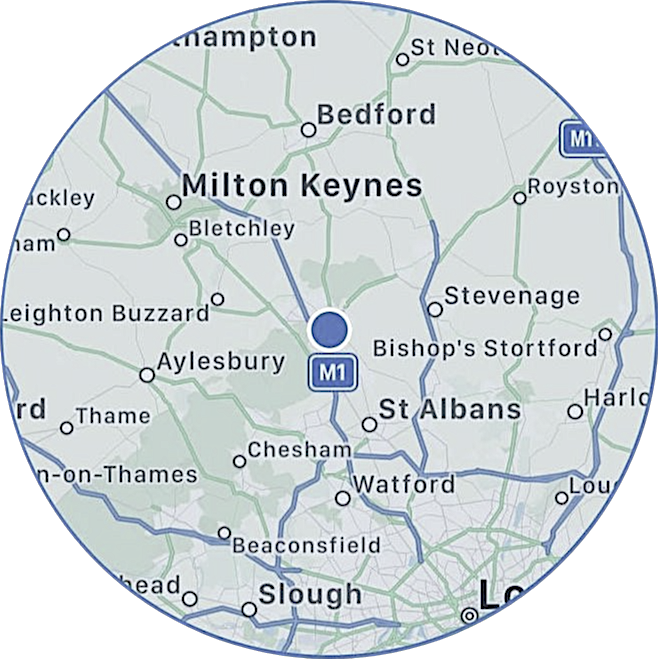 thampton
St Neot
Bedford
M1
Milton Keynes
Royston
ackley
Bletchley
ham
Stevenage
Leighton Buzzard
Bishop's Stortford
Aylesbury
M1
Harlo
rd
Thame
St Albans
Chesham
n-on-Thames
Watford
Lou
Beaconsfield
head
Slough
Lo